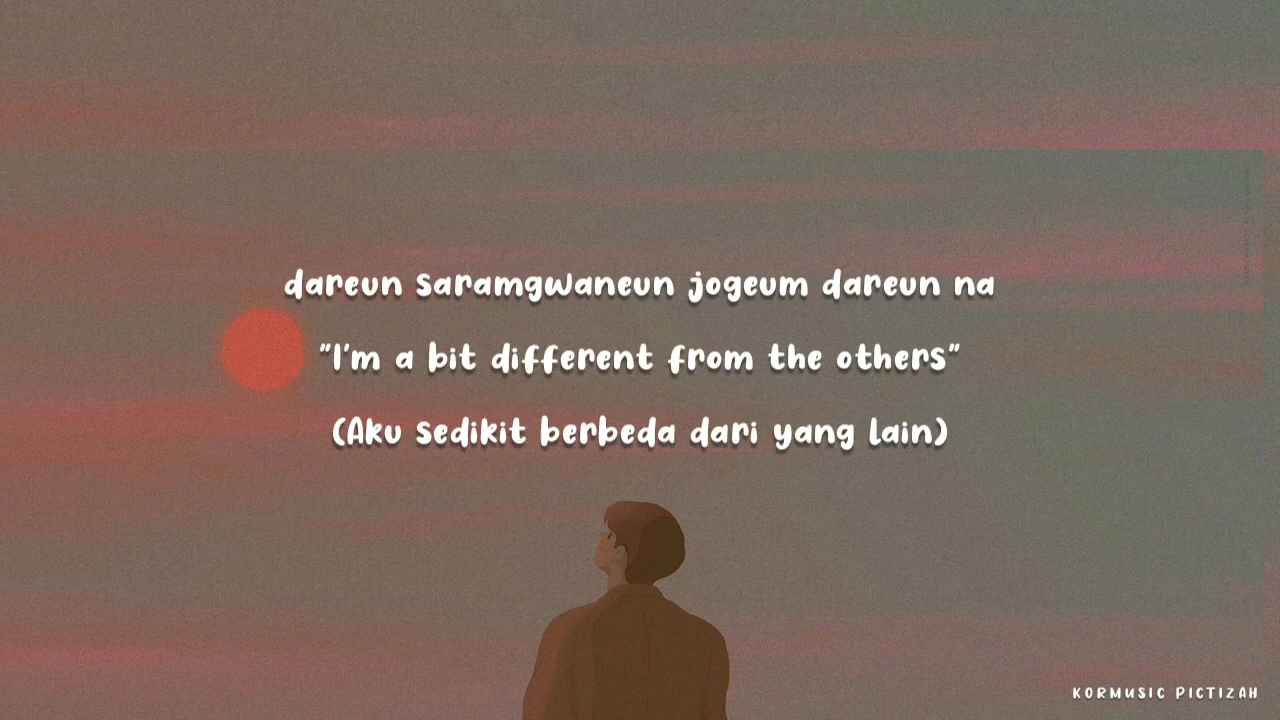 dareun saramgwaneun jogeum dareun na
"I'm a bit different from the others"
(Aku sedikit berbeda dari yang lain)
KORMUSIC PICTIZAH